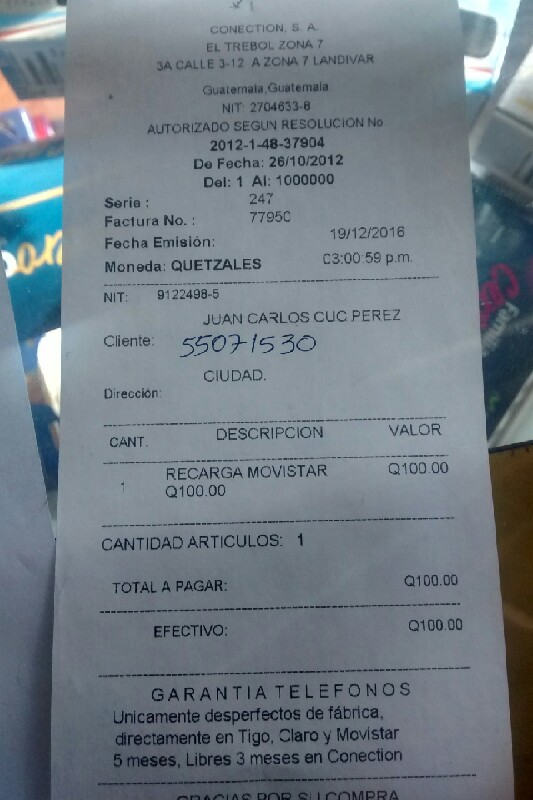 CONECTION, S. A.
EL TREBOL ZONA 7
3A CALLE 3-12 A ZONA 7 LANDIVAR
Guatemala,Guatemala
NIT: 2704633-8
AUTORIZADO SEGUN RESOLUCION No
2012-1-48-37904
De Fecha: 26/10/2012
Del: 1 Al: 1000000
Serie : 247
Factura No. : 77950
Fecha Emisión: 19/12/2016
Moneda: QUETZALES 03:00:59 p.m.
NIT: 9122498-5
JUAN CARLOS CUC PEREZ
Cliente: 55071530
CIUDAD.
Dirección:
CANT. DESCRIPCION VALOR
1 RECARGA MOVISTAR Q100.00
Q100.00
CANTIDAD ARTICULOS: 1
TOTAL A PAGAR: Q100.00
EFECTIVO: Q100.00
GARANTIA TELEFONOS
Unicamente desperfectos de fábrica,
directamente en Tigo, Claro y Movistar
5 meses, Libres 3 meses en Conection
GRACIAS POR SU COMPRA